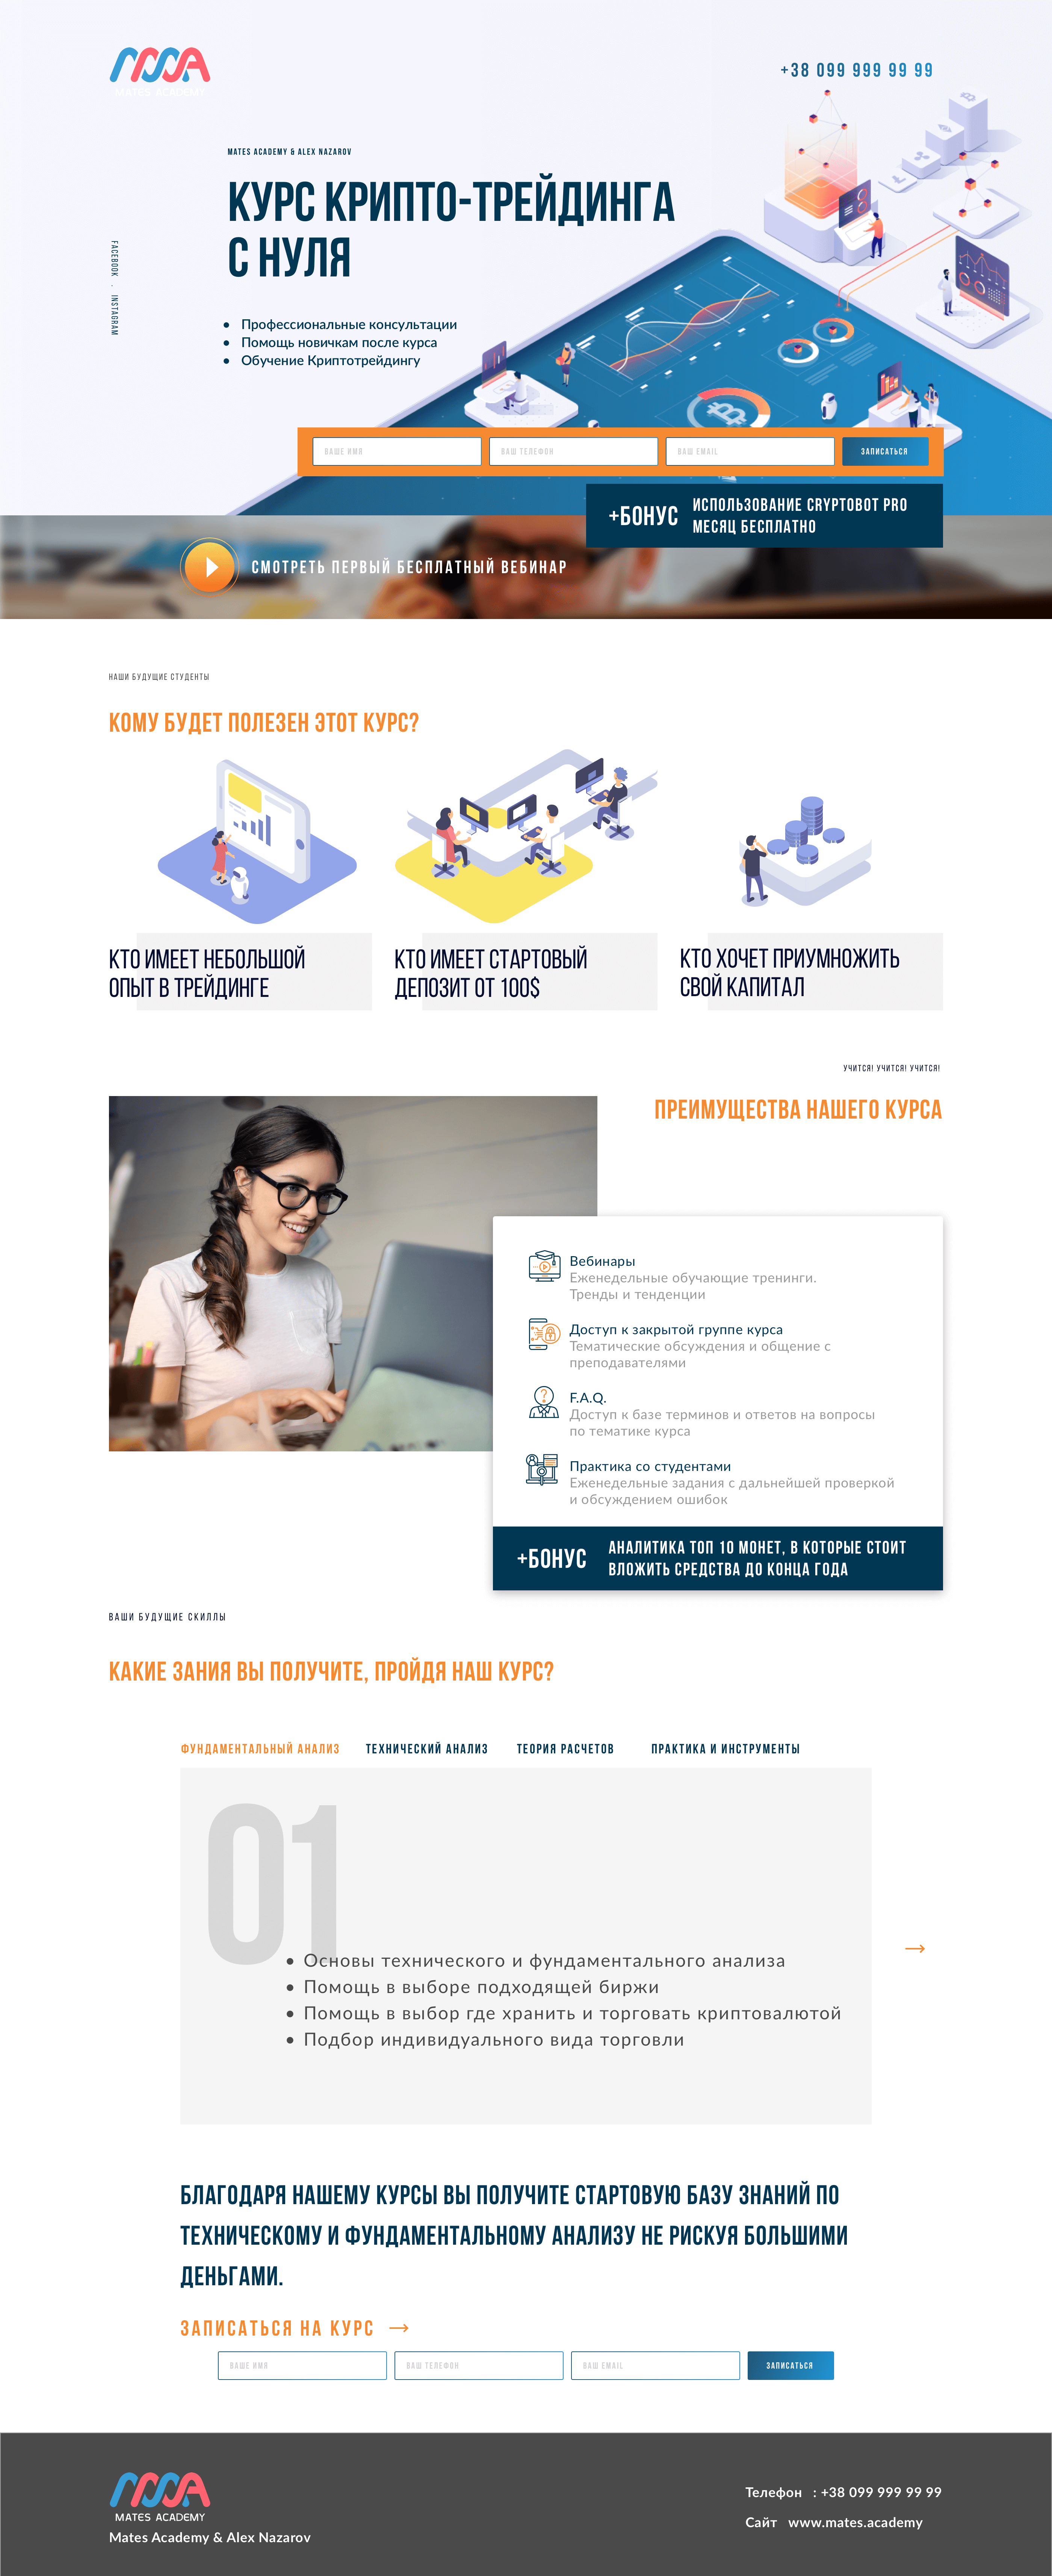 MATES ACADEMY
+38 099 999 99 99
MATES ACADEMY & ALEX NAZAROV
КУРС КРИПТО-ТРЕЙДИНГА
С НУЛЯ
FACEBOOK . INSTAGRAM
• Профессиональные консультации
• Помощь новичкам после курса
• Обучение Криптотрейдингу
ВАШЕ ИМЯ
ВАШ ТЕЛЕФОН
ВАШ EMAIL
ЗАПИСАТЬСЯ
+БОНУС
ИСПОЛЬЗОВАНИЕ CRYPTOBOT PRO
МЕСЯЦ БЕСПЛАТНО
СМОТРЕТЬ ПЕРВЫЙ БЕСПЛАТНЫЙ ВЕБИНАР
НАШИ БУДУЩИЕ СТУДЕНТЫ
КОМУ БУДЕТ ПОЛЕЗЕН ЭТОТ КУРС?
КТО ИМЕЕТ НЕБОЛЬШОЙ
ОПЫТ В ТРЕЙДИНГЕ
КТО ИМЕЕТ СТАРТОВЫЙ
ДЕПОЗИТ ОТ 100$
КТО ХОЧЕТ ПРИУМНОЖИТЬ
СВОЙ КАПИТАЛ
УЧИТСЯ! УЧИТСЯ! УЧИТСЯ!
ПРЕИМУЩЕСТВА НАШЕГО КУРСА
Вебинары
Еженедельные обучающие тренинги.
Тренды и тенденции
Доступ к закрытой группе курса
Тематические обсуждения и общение с
преподавателями
F.A.Q.
Доступ к базе терминов и ответов на вопросы
по тематике курса
Практика со студентами
Еженедельные задания с дальнейшей проверкой
и обсуждением ошибок
+БОНУС
АНАЛИТИКА ТОП 10 МОНЕТ, В КОТОРЫЕ СТОИТ
ВЛОЖИТЬ СРЕДСТВА ДО КОНЦА ГОДА
ВАШИ БУДУЩИЕ СКИЛЛЫ
КАКИЕ ЗАНИЯ ВЫ ПОЛУЧИТЕ, ПРОЙДЯ НАШ КУРС?
ФУНДАМЕНТАЛЬНЫЙ АНАЛИЗ
ТЕХНИЧЕСКИЙ АНАЛИЗ
ТЕОРИЯ РАСЧЕТОВ
ПРАКТИКА И ИНСТРУМЕНТЫ
01
• Основы технического и фундаментального анализа
• Помощь в выборе подходящей биржи
• Помощь в выбор где хранить и торговать криптовалютой
• Подбор индивидуального вида торговли
БЛАГОДАРЯ НАШЕМУ КУРСЫ ВЫ ПОЛУЧИТЕ СТАРТОВУЮ БАЗУ ЗНАНИЙ ПО
ТЕХНИЧЕСКОМУ И ФУНДАМЕНТАЛЬНОМУ АНАЛИЗУ НЕ РИСКУЯ БОЛЬШИМИ
ДЕНЬГАМИ.
ЗАПИСАТЬСЯ НА КУРС
ВАШЕ ИМЯ
ВАШ ТЕЛЕФОН
ВАШ EMAIL
ЗАПИСАТЬСЯ
MATES ACADEMY
Mates Academy & Alex Nazarov
Телефон : +38 099 999 99 99
Сайт www.mates.academy